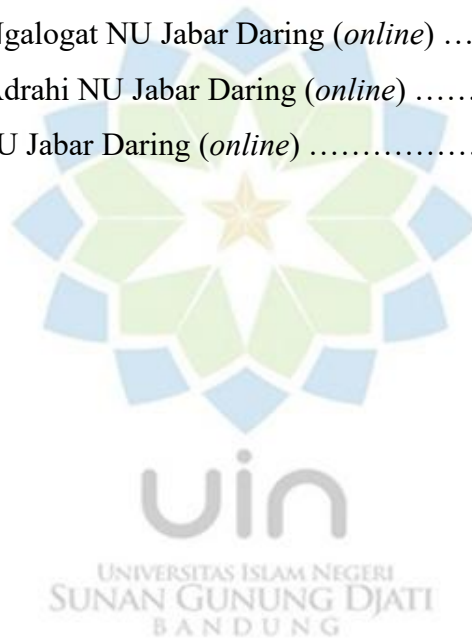 Ngalogat NU Jabar Daring (online) …
Adrahi NU Jabar Daring (online) ……
U Jabar Daring (online) ………………
uin
UNIVERSITAS ISLAM NEGERI
SUNAN GUNUNG DJATI
BANDUNG